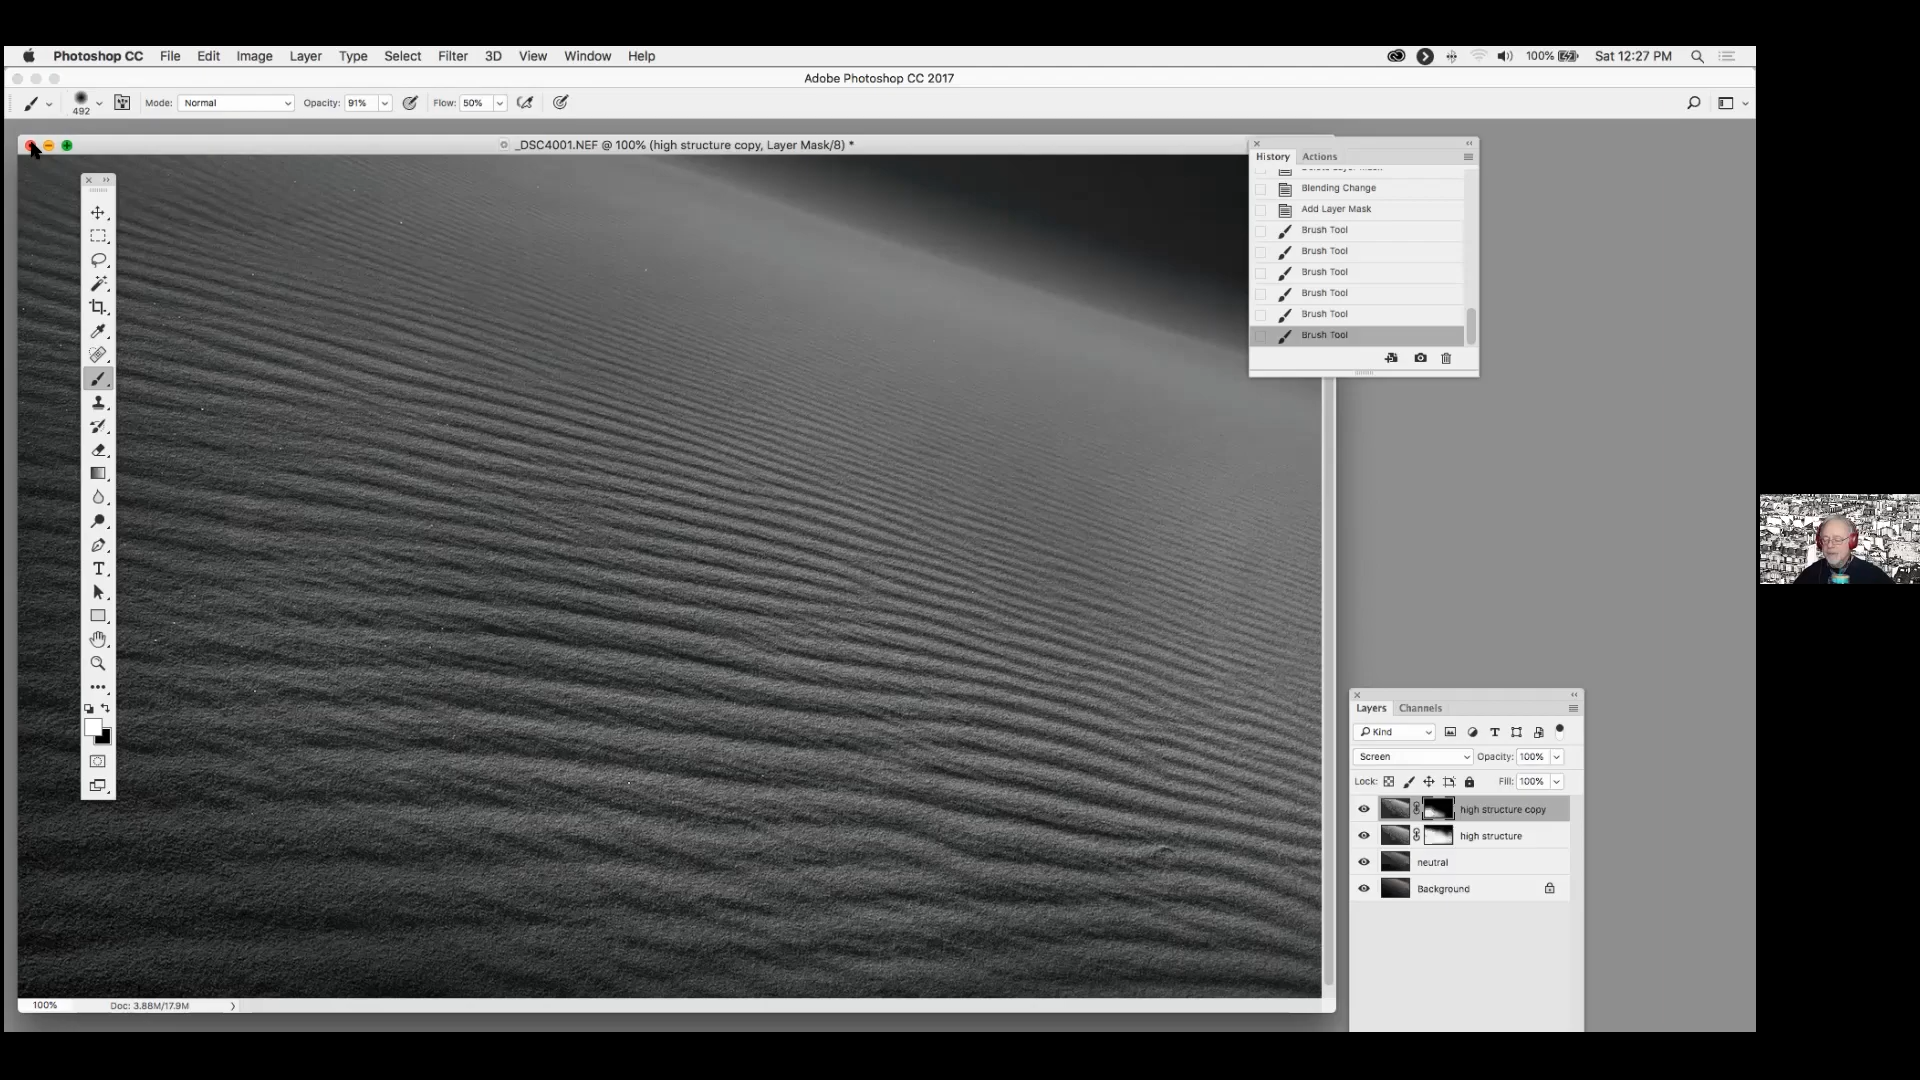 Photoshop CC File Edit Image Layer Type Select Filter 3D View Window Help 100% Sat 12:27 PM
Adobe Photoshop CC 2017
492 Mode: Normal Opacity: 91% Flow: 50%
_DSC4001.NEF @ 100% (high structure copy, Layer Mask/8) *
History Actions
Delete Layer Mask
Blending Change
Add Layer Mask
Brush Tool
Brush Tool
Brush Tool
Brush Tool
Brush Tool
Brush Tool
Layers Channels
Kind
Screen Opacity: 100%
Lock: Fill: 100%
high structure copy
high structure
neutral
Background
100% Doc: 3.88M/17.9M